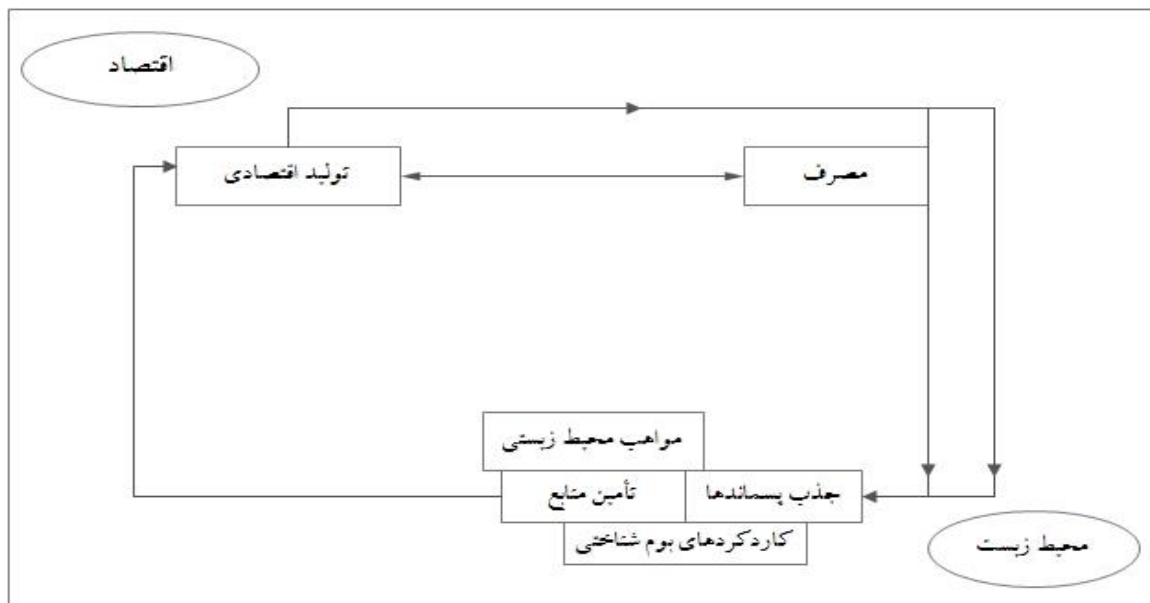 اقتصاد
تولید اقتصادی
مصرف
مواهب محیط زیستی
تأمین منابع
جذب پسماندها
کاردکردهای بوم شناختی
محیط زیست